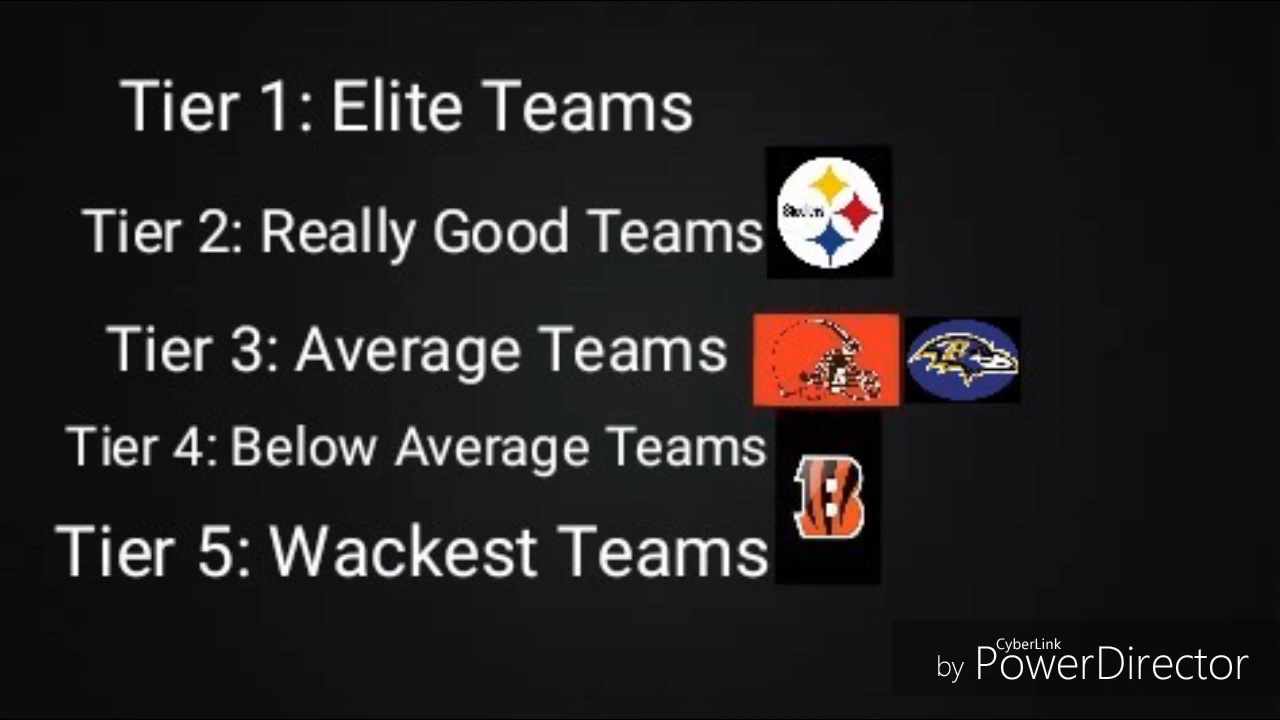 Tier 1: Elite Teams
Tier 2: Really Good Teams
Steelers
Tier 3: Average Teams
Tier 4: Below Average Teams
Tier 5: Wackest Teams
CyberLink
by PowerDirector